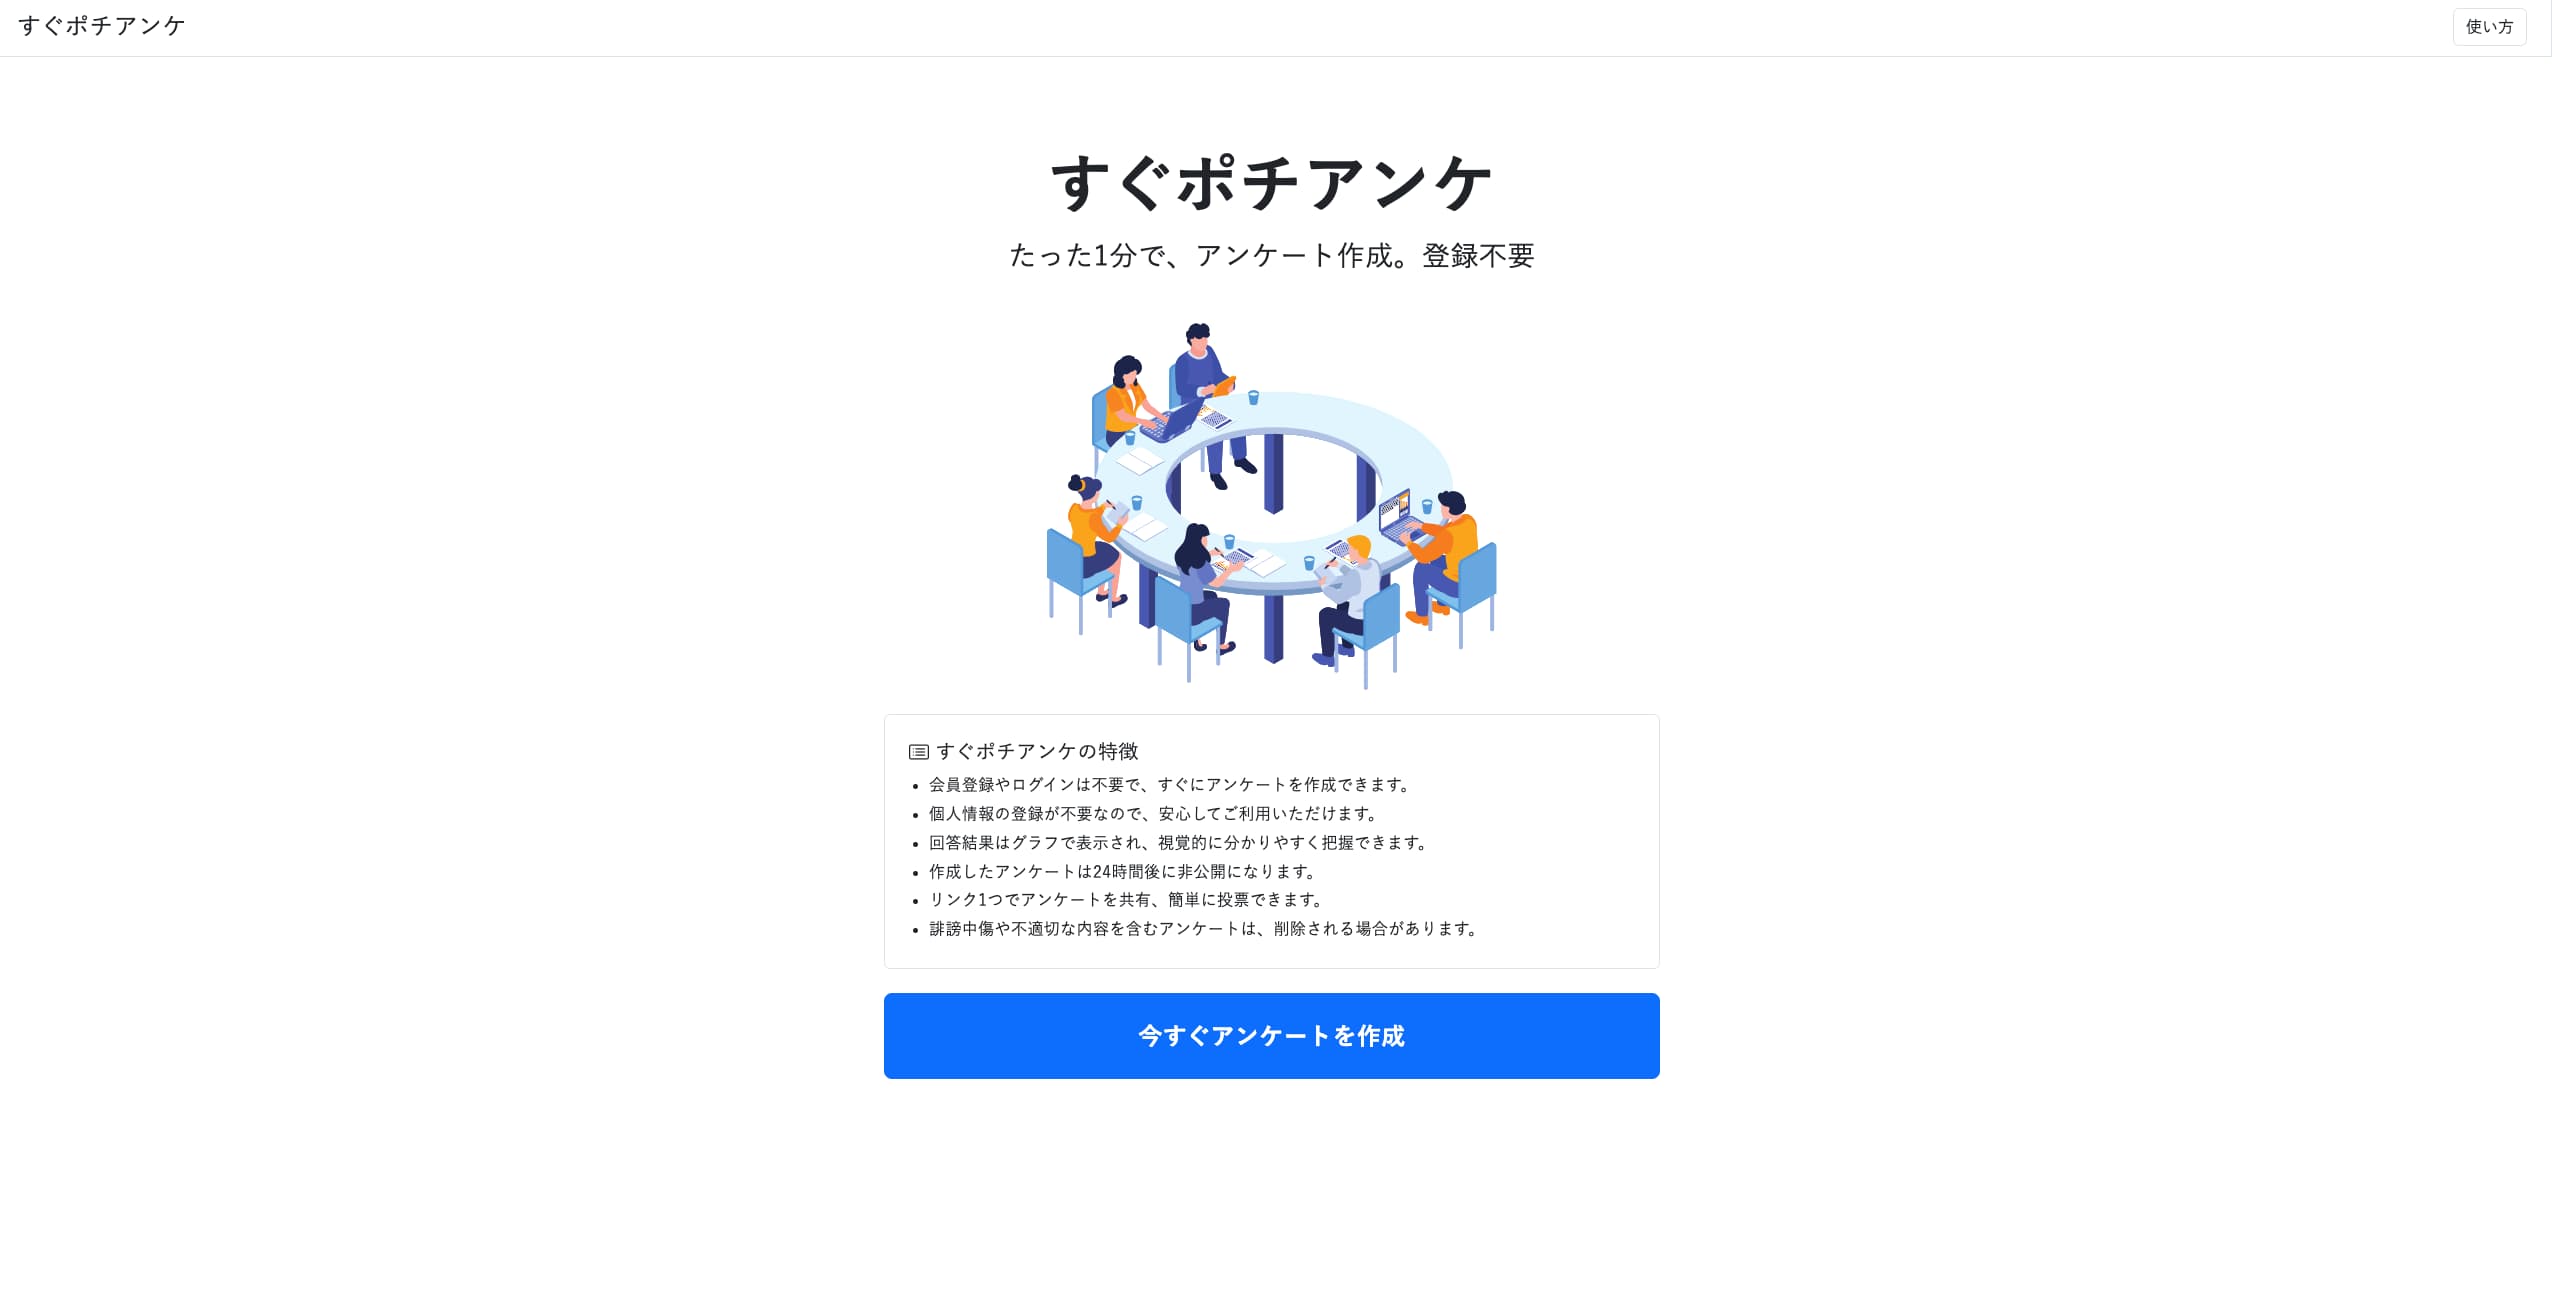 すぐポチアンケ
使い方
すぐポチアンケ
たった1分で、アンケート作成。登録不要
すぐポチアンケの特徴
会員登録やログインは不要で、すぐにアンケートを作成できます。
個人情報の登録が不要なので、安心してご利用いただけます。
回答結果はグラフで表示され、視覚的に分かりやすく把握できます。
作成したアンケートは24時間後に非公開になります。
リンク1つでアンケートを共有、簡単に投票できます。
誹謗中傷や不適切な内容を含むアンケートは、削除される場合があります。
今すぐアンケートを作成